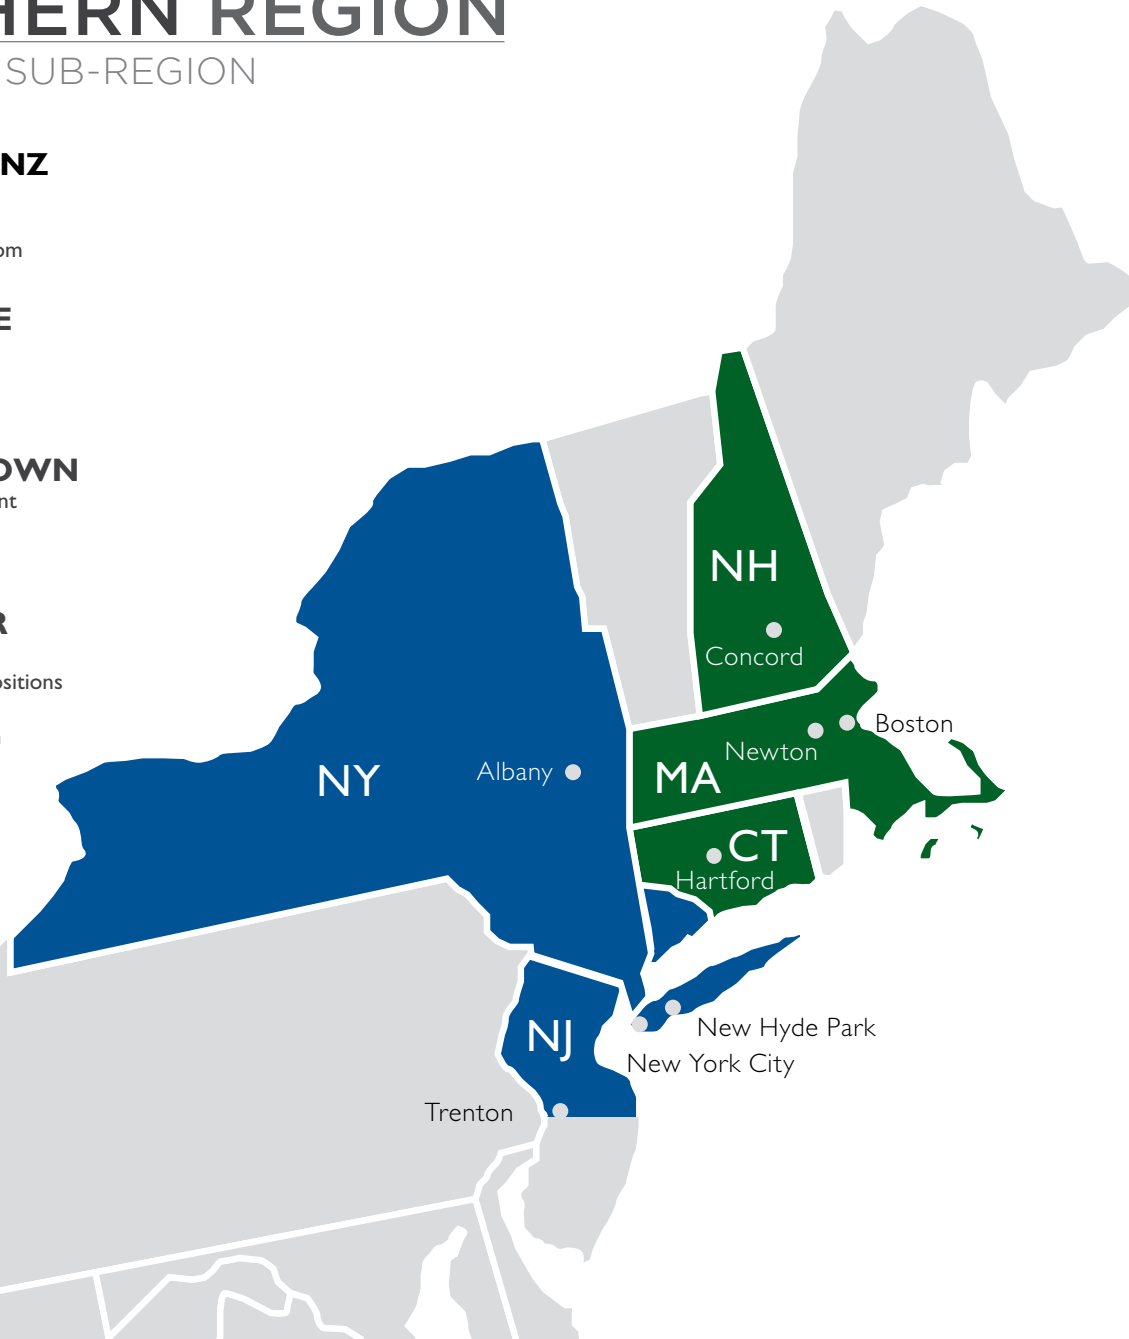 HERN REGION
SUB-REGION
NZ
om
E
OWN
nt
R
ositions
NH
Concord
Boston
Newton
NY
Albany
MA
CT
Hartford
NJ
New Hyde Park
New York City
Trenton